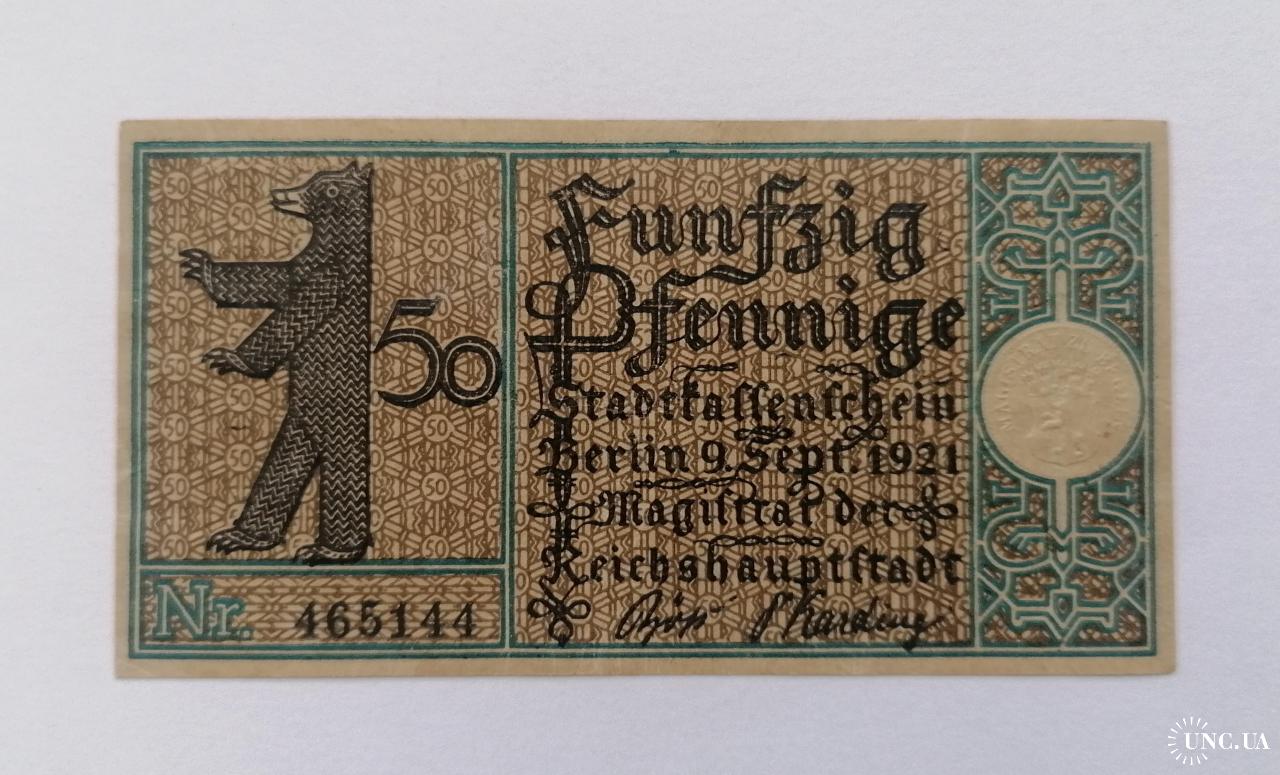 50
Nr. 465144
Funfzig
Pfennige
Stadtkassenschein
Berlin 9. Sept. 1921
Magistrat der
Reichshauptstadt
UNC.UA